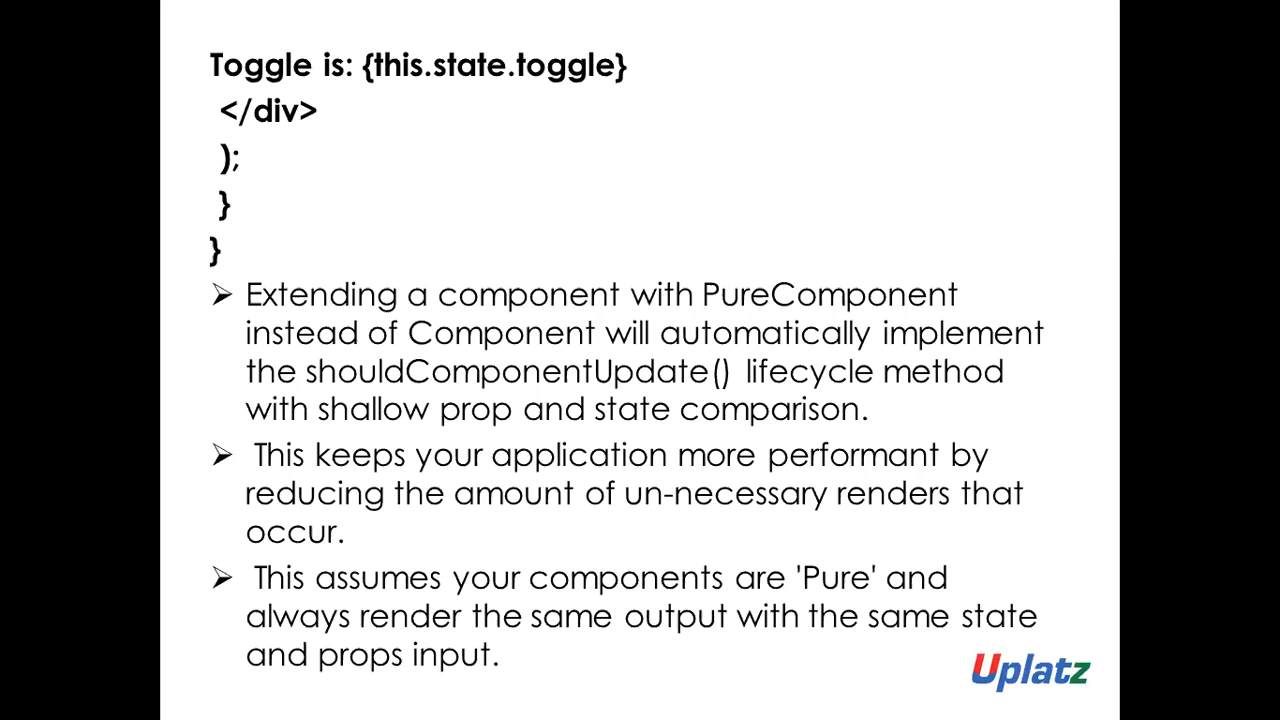 Toggle is: {this.state.toggle}
</div>
);
}
}
➢ Extending a component with PureComponent
instead of Component will automatically implement
the shouldComponentUpdate() lifecycle method
with shallow prop and state comparison.
➢ This keeps your application more performant by
reducing the amount of un-necessary renders that
occur.
➢ This assumes your components are 'Pure' and
always render the same output with the same state
and props input.
Uplatz